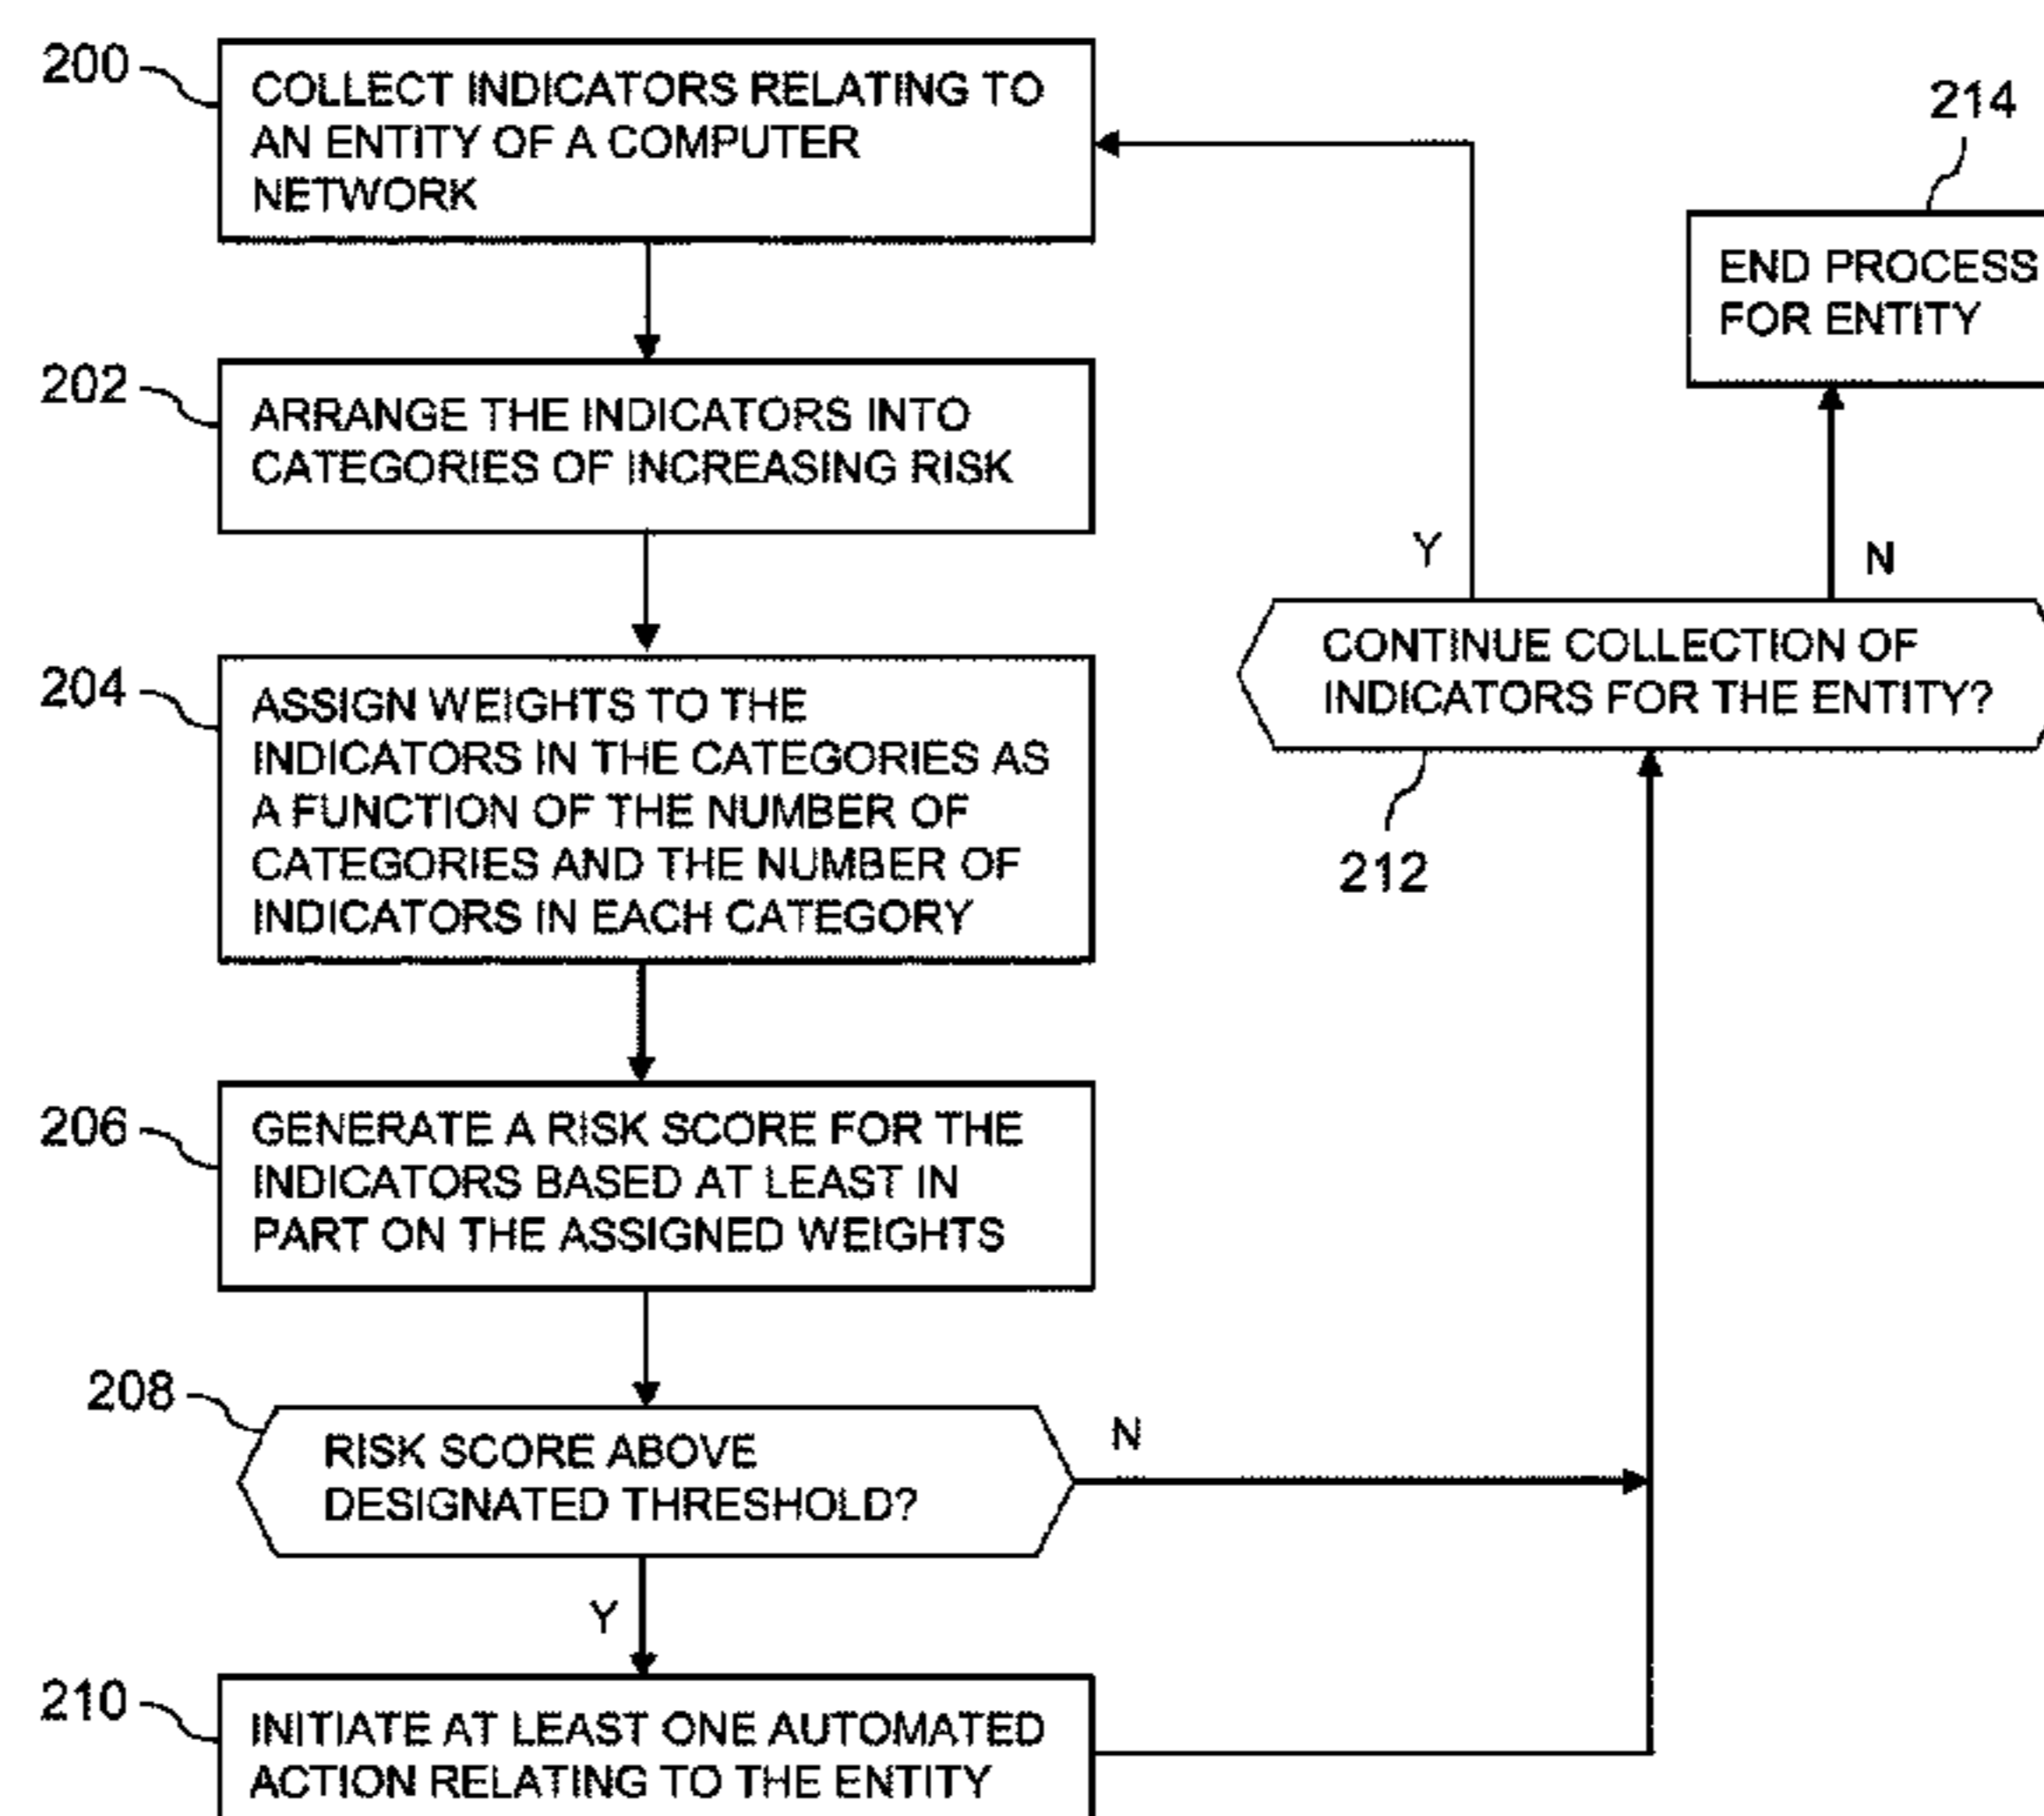 200
COLLECT INDICATORS RELATING TO
AN ENTITY OF A COMPUTER
NETWORK
202
ARRANGE THE INDICATORS INTO
CATEGORIES OF INCREASING RISK
204
ASSIGN WEIGHTS TO THE
INDICATORS IN THE CATEGORIES AS
A FUNCTION OF THE NUMBER OF
CATEGORIES AND THE NUMBER OF
INDICATORS IN EACH CATEGORY
206
GENERATE A RISK SCORE FOR THE
INDICATORS BASED AT LEAST IN
PART ON THE ASSIGNED WEIGHTS
208
RISK SCORE ABOVE
DESIGNATED THRESHOLD?
N
Y
210
INITIATE AT LEAST ONE AUTOMATED
ACTION RELATING TO THE ENTITY
214
END PROCESS
FOR ENTITY
Y
N
CONTINUE COLLECTION OF
INDICATORS FOR THE ENTITY?
212